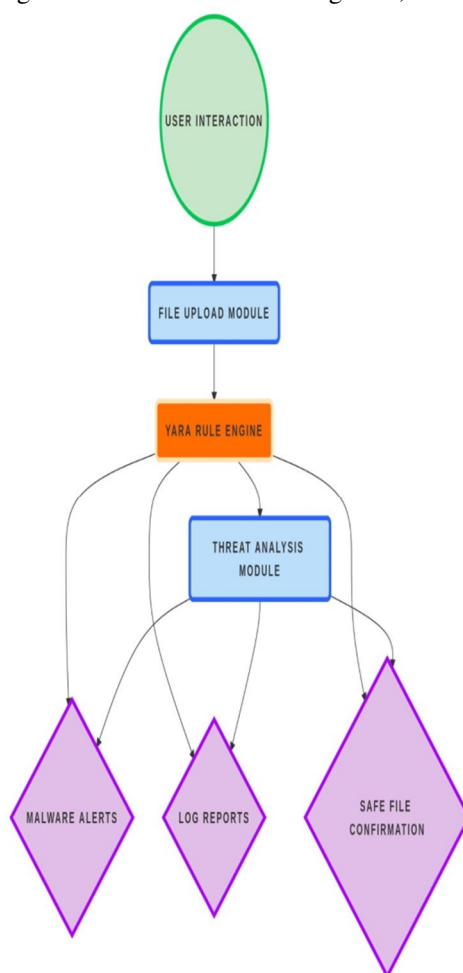 USER INTERACTION
FILE UPLOAD MODULE
YARA RULE ENGINE
THREAT ANALYSIS
MODULE
MALWARE ALERTS
LOG REPORTS
SAFE FILE
CONFIRMATION